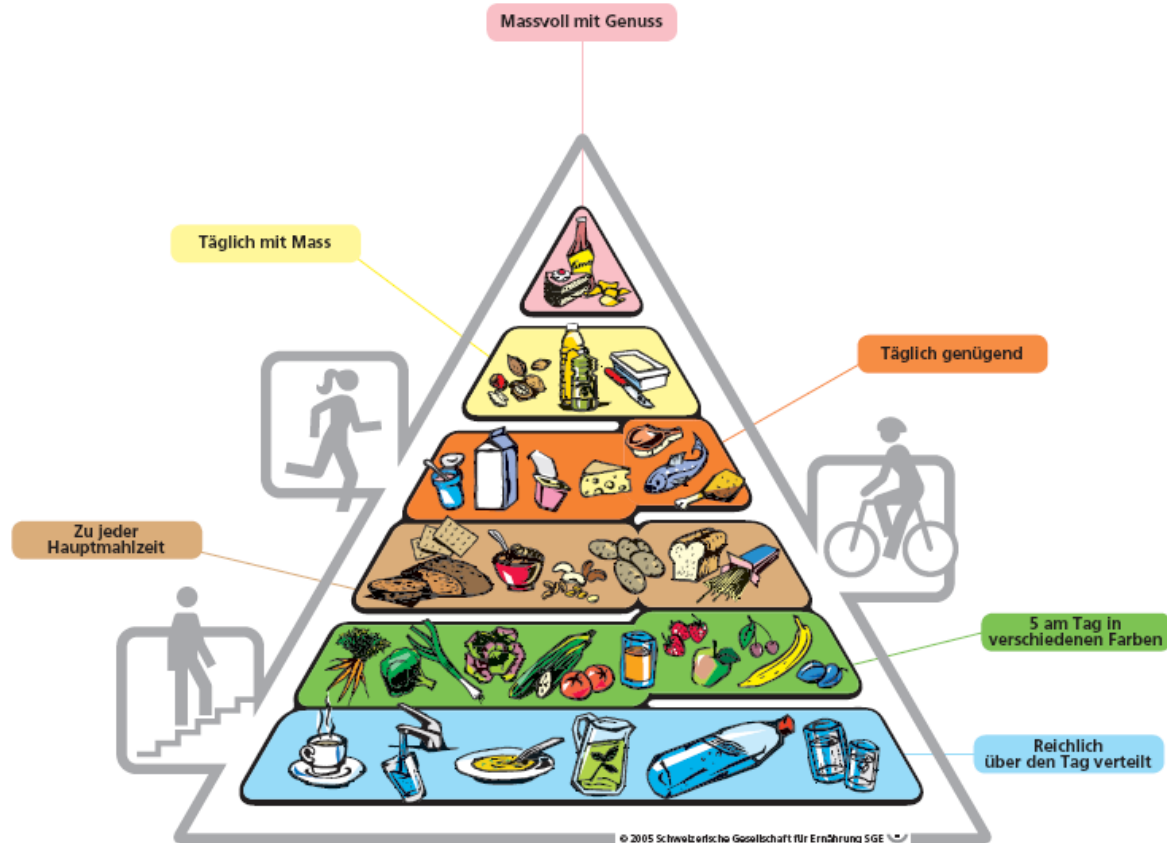 Massvoll mit Genuss
Täglich mit Mass
Täglich genügend
Zu jeder
Hauptmahlzeit
5 am Tag in
verschiedenen Farben
Reichlich
über den Tag verteilt
© 2005 Schweizerische Gesellschaft für Ernährung SGE